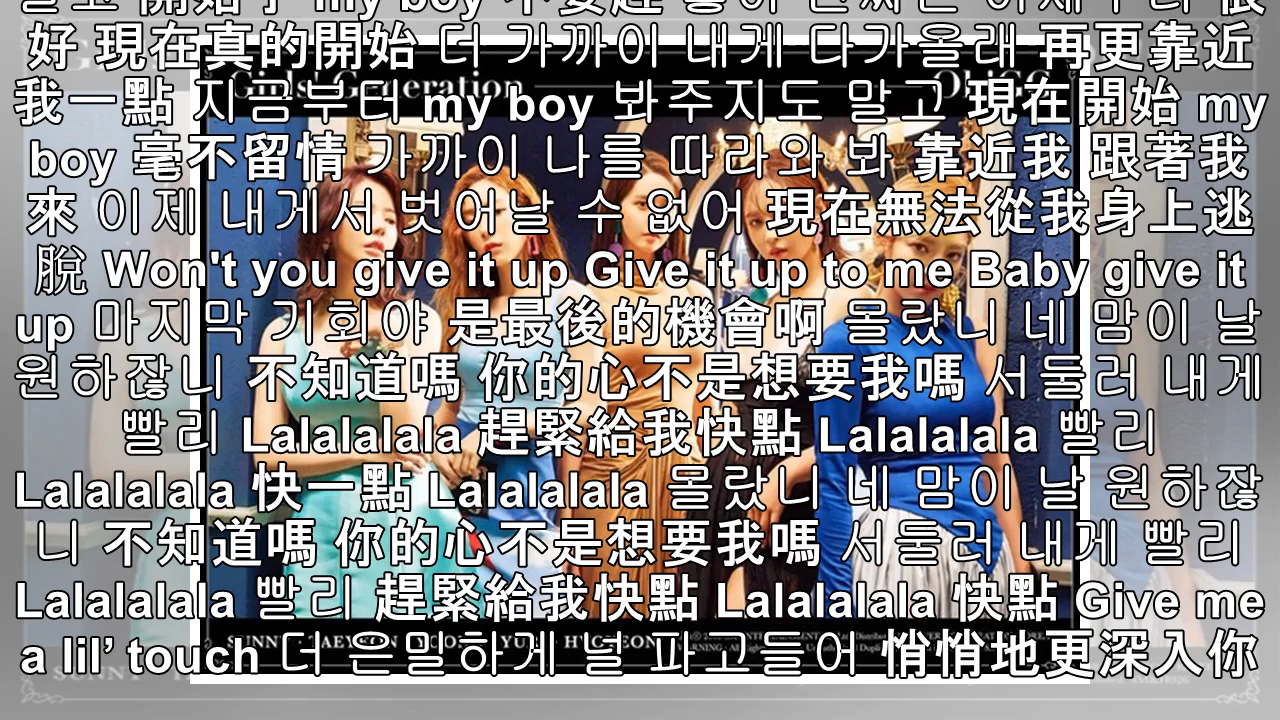 好 現在真的開始 더 가까이 내게 다가올래 再更靠近
我一點 지금부터 my boy 봐주지도 말고 現在開始 my
boy 毫不留情 가까이 나를 따라와 봐 靠近我 跟著我
來 이제 내게서 벗어날 수 없어 現在無法從我身上逃
脫 Won't you give it up Give it up to me Baby give it
up 마지막 기회야 是最後的機會啊 몰랐니 네 맘이 날
원하잖니 不知道嗎 你的心不是想要我嗎 서둘러 내게
빨리 Lalalalala 趕緊給我快點 Lalalalala 빨리
Lalalalala 快一點 Lalalalala 몰랐니 네 맘이 날 원하잖
니 不知道嗎 你的心不是想要我嗎 서둘러 내게 빨리
Lalalalala 빨리 趕緊給我快點 Lalalalala 快點 Give me
a lil’ touch 더 은밀하게 널 파고들어 悄悄地更深入你
Girls' Generation